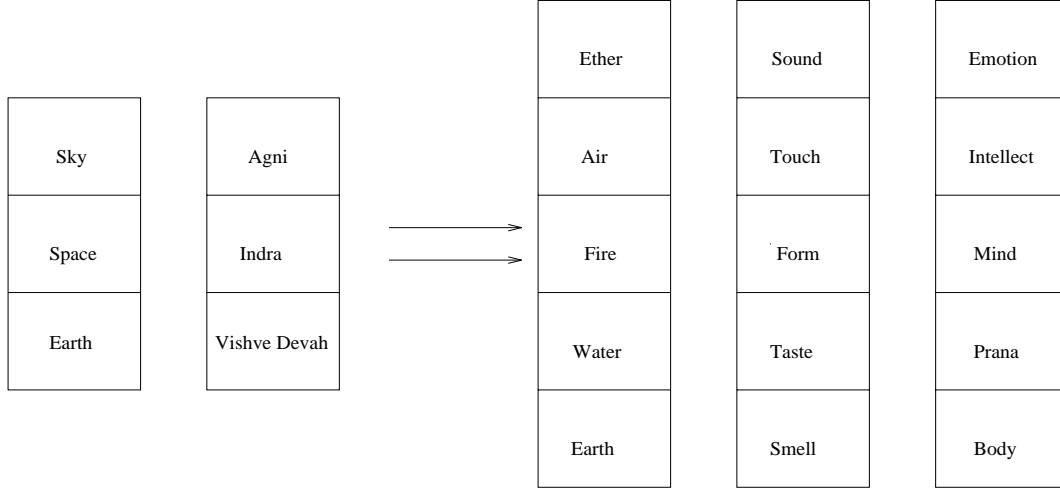 Ether Sound Emotion
Sky Agni Air Touch Intellect
Space Indra Fire Form Mind
Earth Vishve Devah Water Taste Prana
Earth Smell Body